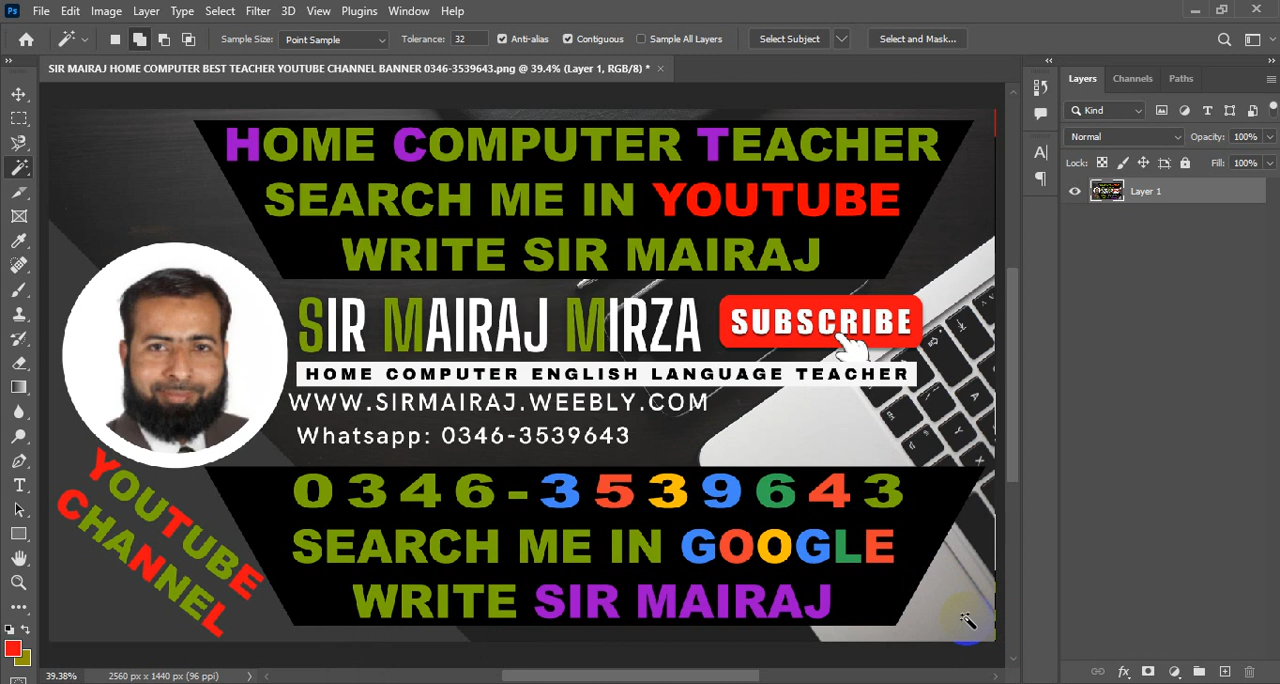 Ps File Edit Image Layer Type Select Filter 3D View Plugins Window Help
Sample Size: Point Sample Tolerance: 32 Anti-alias Contiguous Sample All Layers Select Subject Select and Mask...
SIR MAIRAJ HOME COMPUTER BEST TEACHER YOUTUBE CHANNEL BANNER 0346-3539643.png @ 39.4% (Layer 1, RGB/8) *
HOME COMPUTER TEACHER
SEARCH ME IN YOUTUBE
WRITE SIR MAIRAJ
SIR MAIRAJ MIRZA
SUBSCRIBE
HOME COMPUTER ENGLISH LANGUAGE TEACHER
WWW.SIRMAIRAJ.WEEBLY.COM
Whatsapp: 0346-3539643
YOUTUBE
CHANNEL
0346-3539643
SEARCH ME IN GOOGLE
WRITE SIR MAIRAJ
Layers Channels Paths
Kind
Normal Opacity: 100%
Lock: Fill: 100%
Layer 1
39.38% 2560 px x 1440 px (96 ppi)